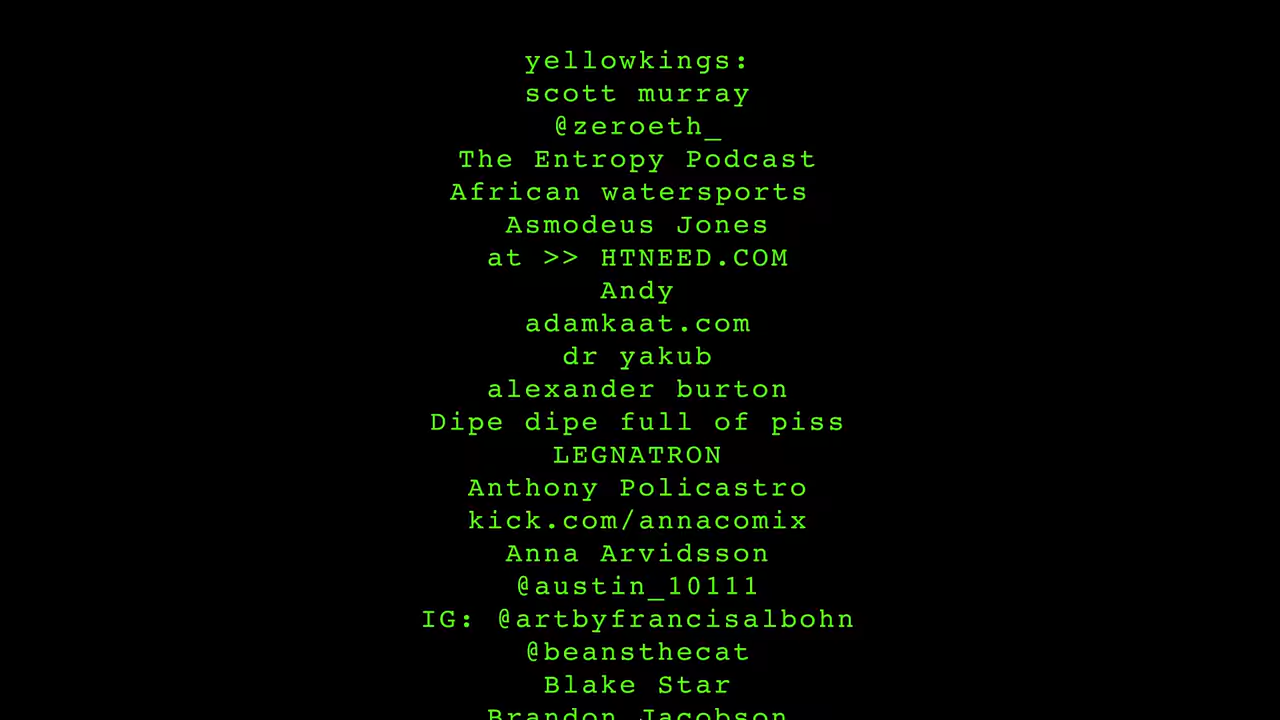 yellowkings:
scott murray
@zeroeth_
The Entropy Podcast
African watersports
Asmodeus Jones
at >> HTNEED.COM
Andy
adamkaat.com
dr yakub
alexander burton
Dipe dipe full of piss
LEGNATRON
Anthony Policastro
kick.com/annacomix
Anna Arvidsson
@austin_10111
IG: @artbyfrancisalbohn
@beansthecat
Blake Star
Brandon Jacobson